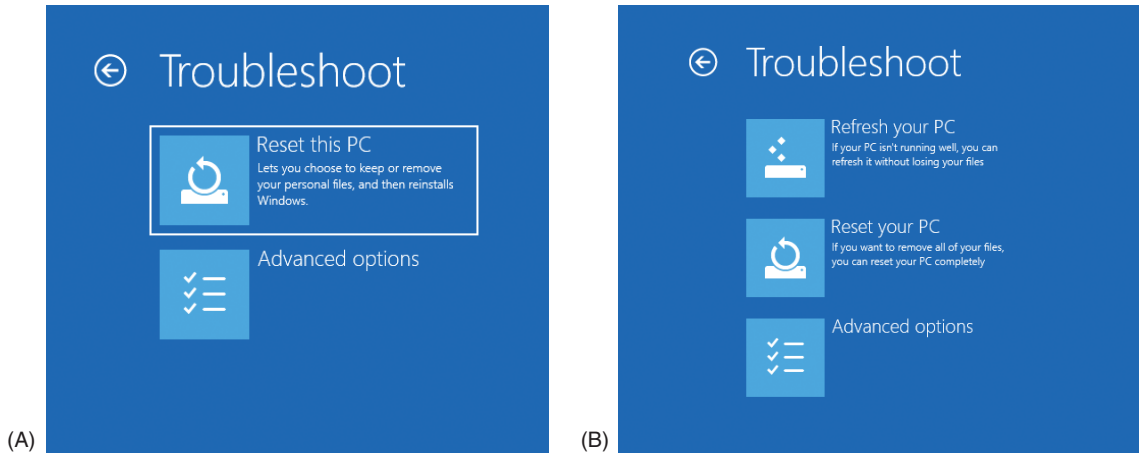 Troubleshoot
Reset this PC
Lets you choose to keep or remove
your personal files, and then reinstalls
Windows.
Advanced options
(A)
Troubleshoot
Refresh your PC
If your PC isn't running well, you can
refresh it without losing your files
Reset your PC
If you want to remove all of your files,
you can reset your PC completely
Advanced options
(B)